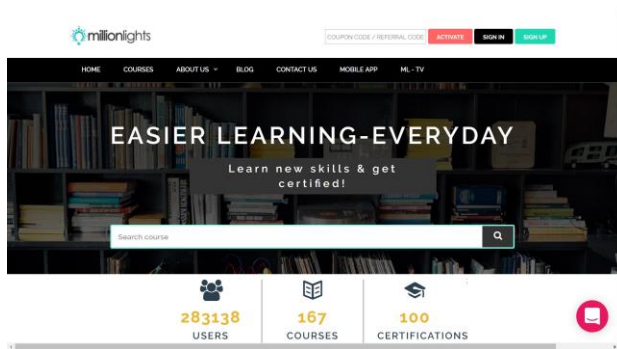 millionlights
COUPON CODE / REFERRAL CODE ACTIVATE SIGN IN SIGN UP
HOME COURSES ABOUT US BLOG CONTACT US MOBILE APP ML - TV
EASIER LEARNING-EVERYDAY
Learn new skills & get
certified!
Search course
283138 167 100
USERS COURSES CERTIFICATIONS